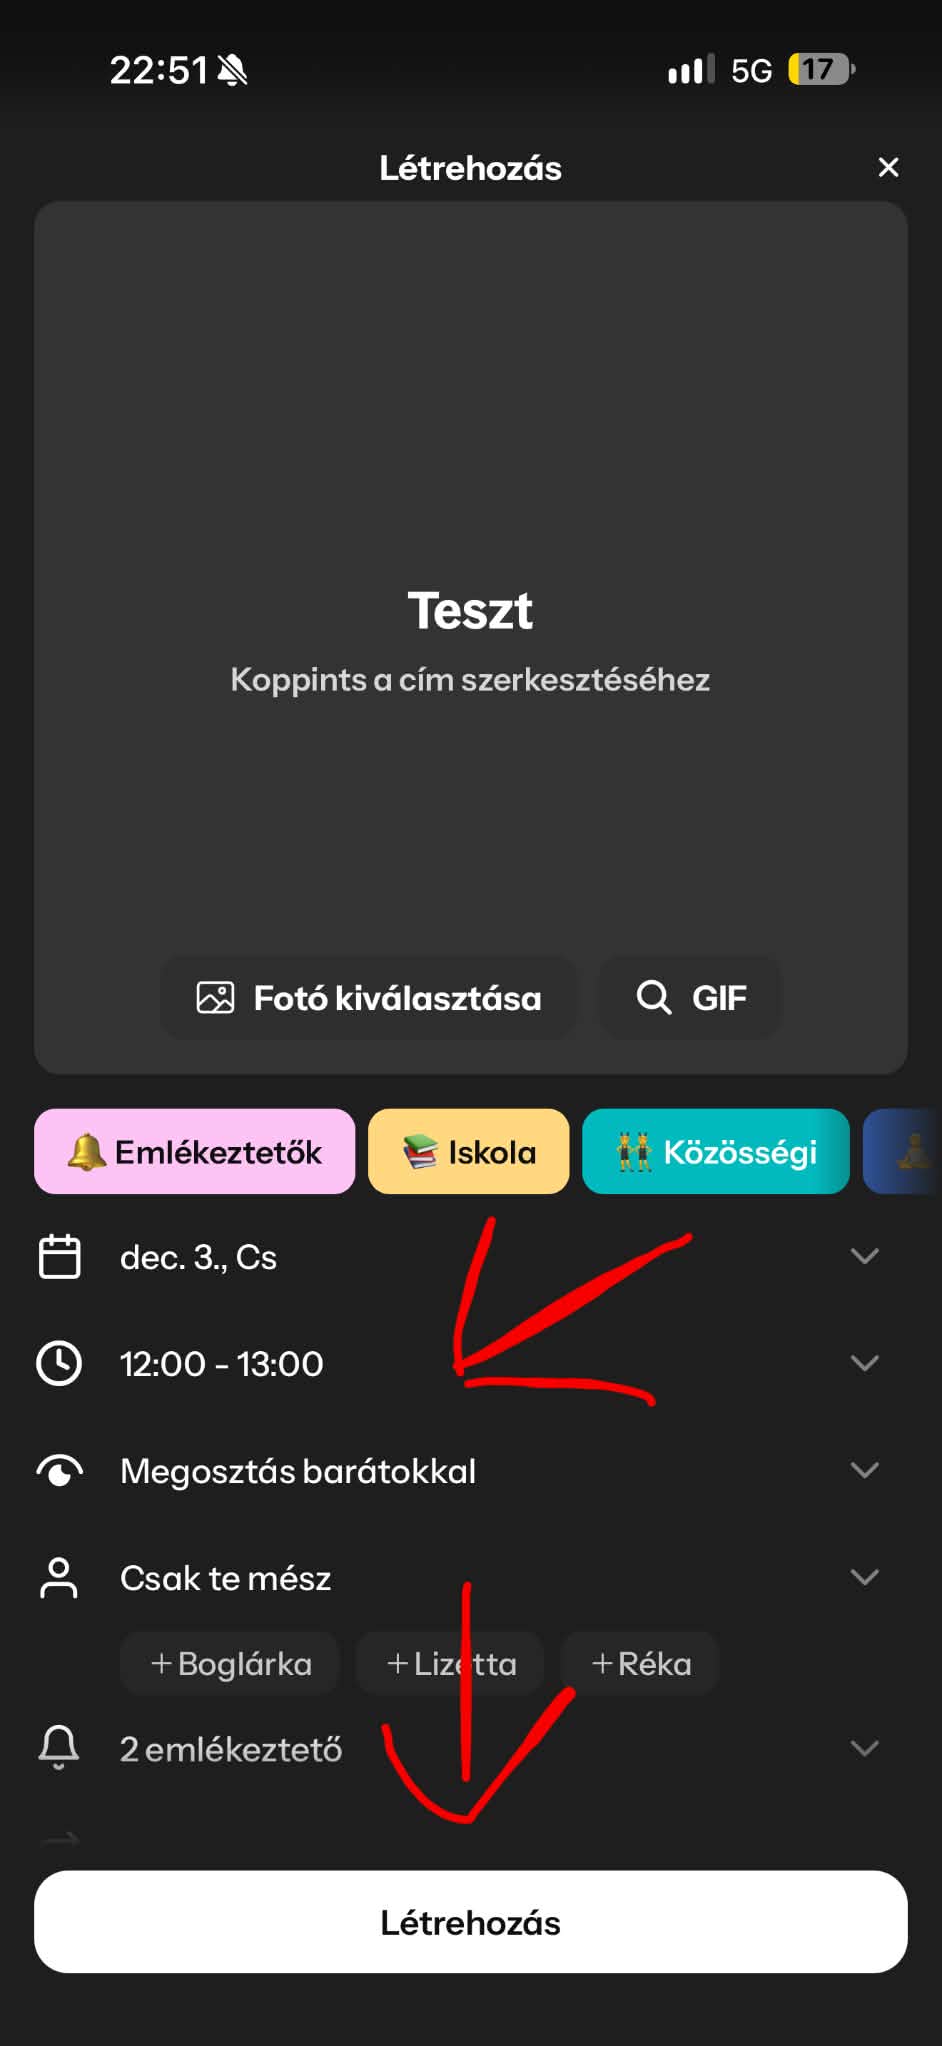 22:51 5G 17
Létrehozás
Teszt
Koppints a cím szerkesztéséhez
Fotó kiválasztása GIF
Emlékeztetők Iskola Közösségi
dec. 3., Cs
12:00 - 13:00
Megosztás barátokkal
Csak te mész
+Boglárka +Lizetta +Réka
2 emlékeztető
Létrehozás